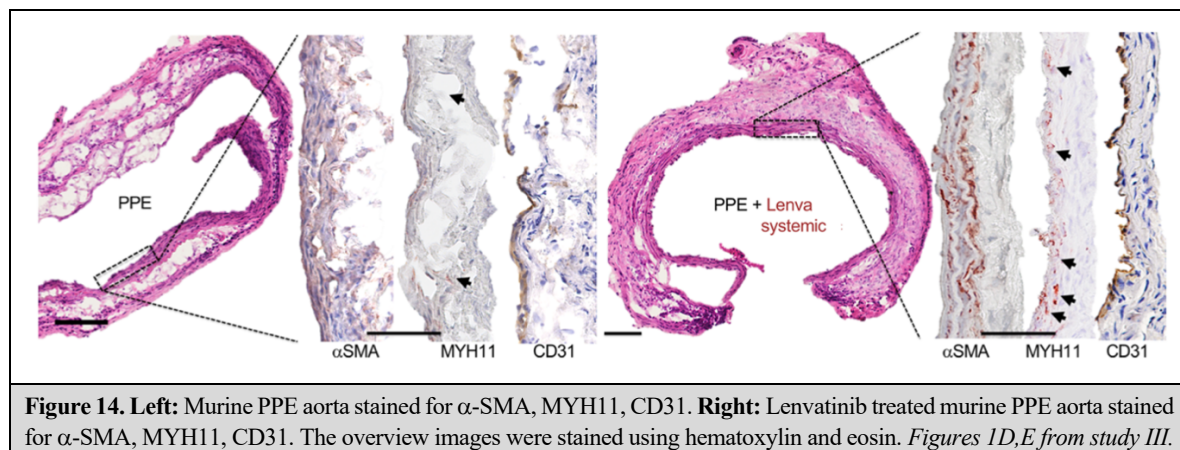 PPE
αSMA
MYH11
CD31
PPE + Lenva
systemic
αSMA
MYH11
CD31
Figure 14. Left: Murine PPE aorta stained for α-SMA, MYH11, CD31. Right: Lenvatinib treated murine PPE aorta stained
for α-SMA, MYH11, CD31. The overview images were stained using hematoxylin and eosin. Figures 1D,E from study III.